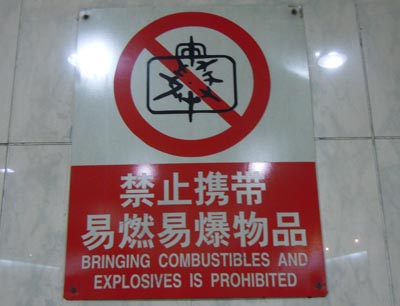 禁止携带
易燃易爆物品
BRINGING COMBUSTIBLES AND
EXPLOSIVES IS PROHIBITED